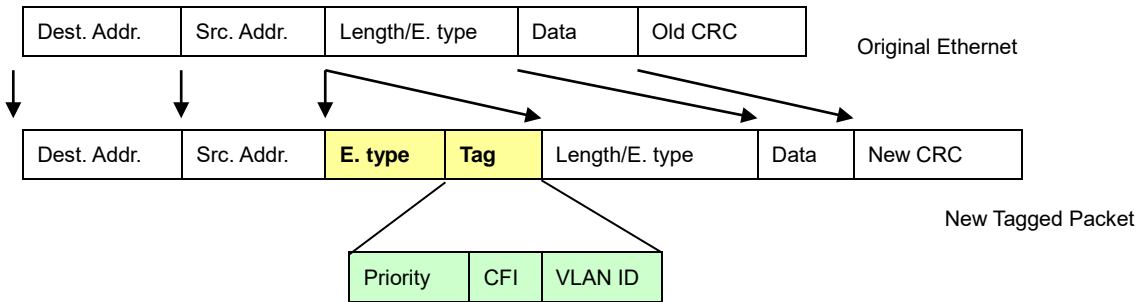 Dest. Addr. Src. Addr. Length/E. type Data Old CRC
Original Ethernet
Dest. Addr. Src. Addr. E. type Tag Length/E. type Data New CRC
New Tagged Packet
Priority CFI VLAN ID